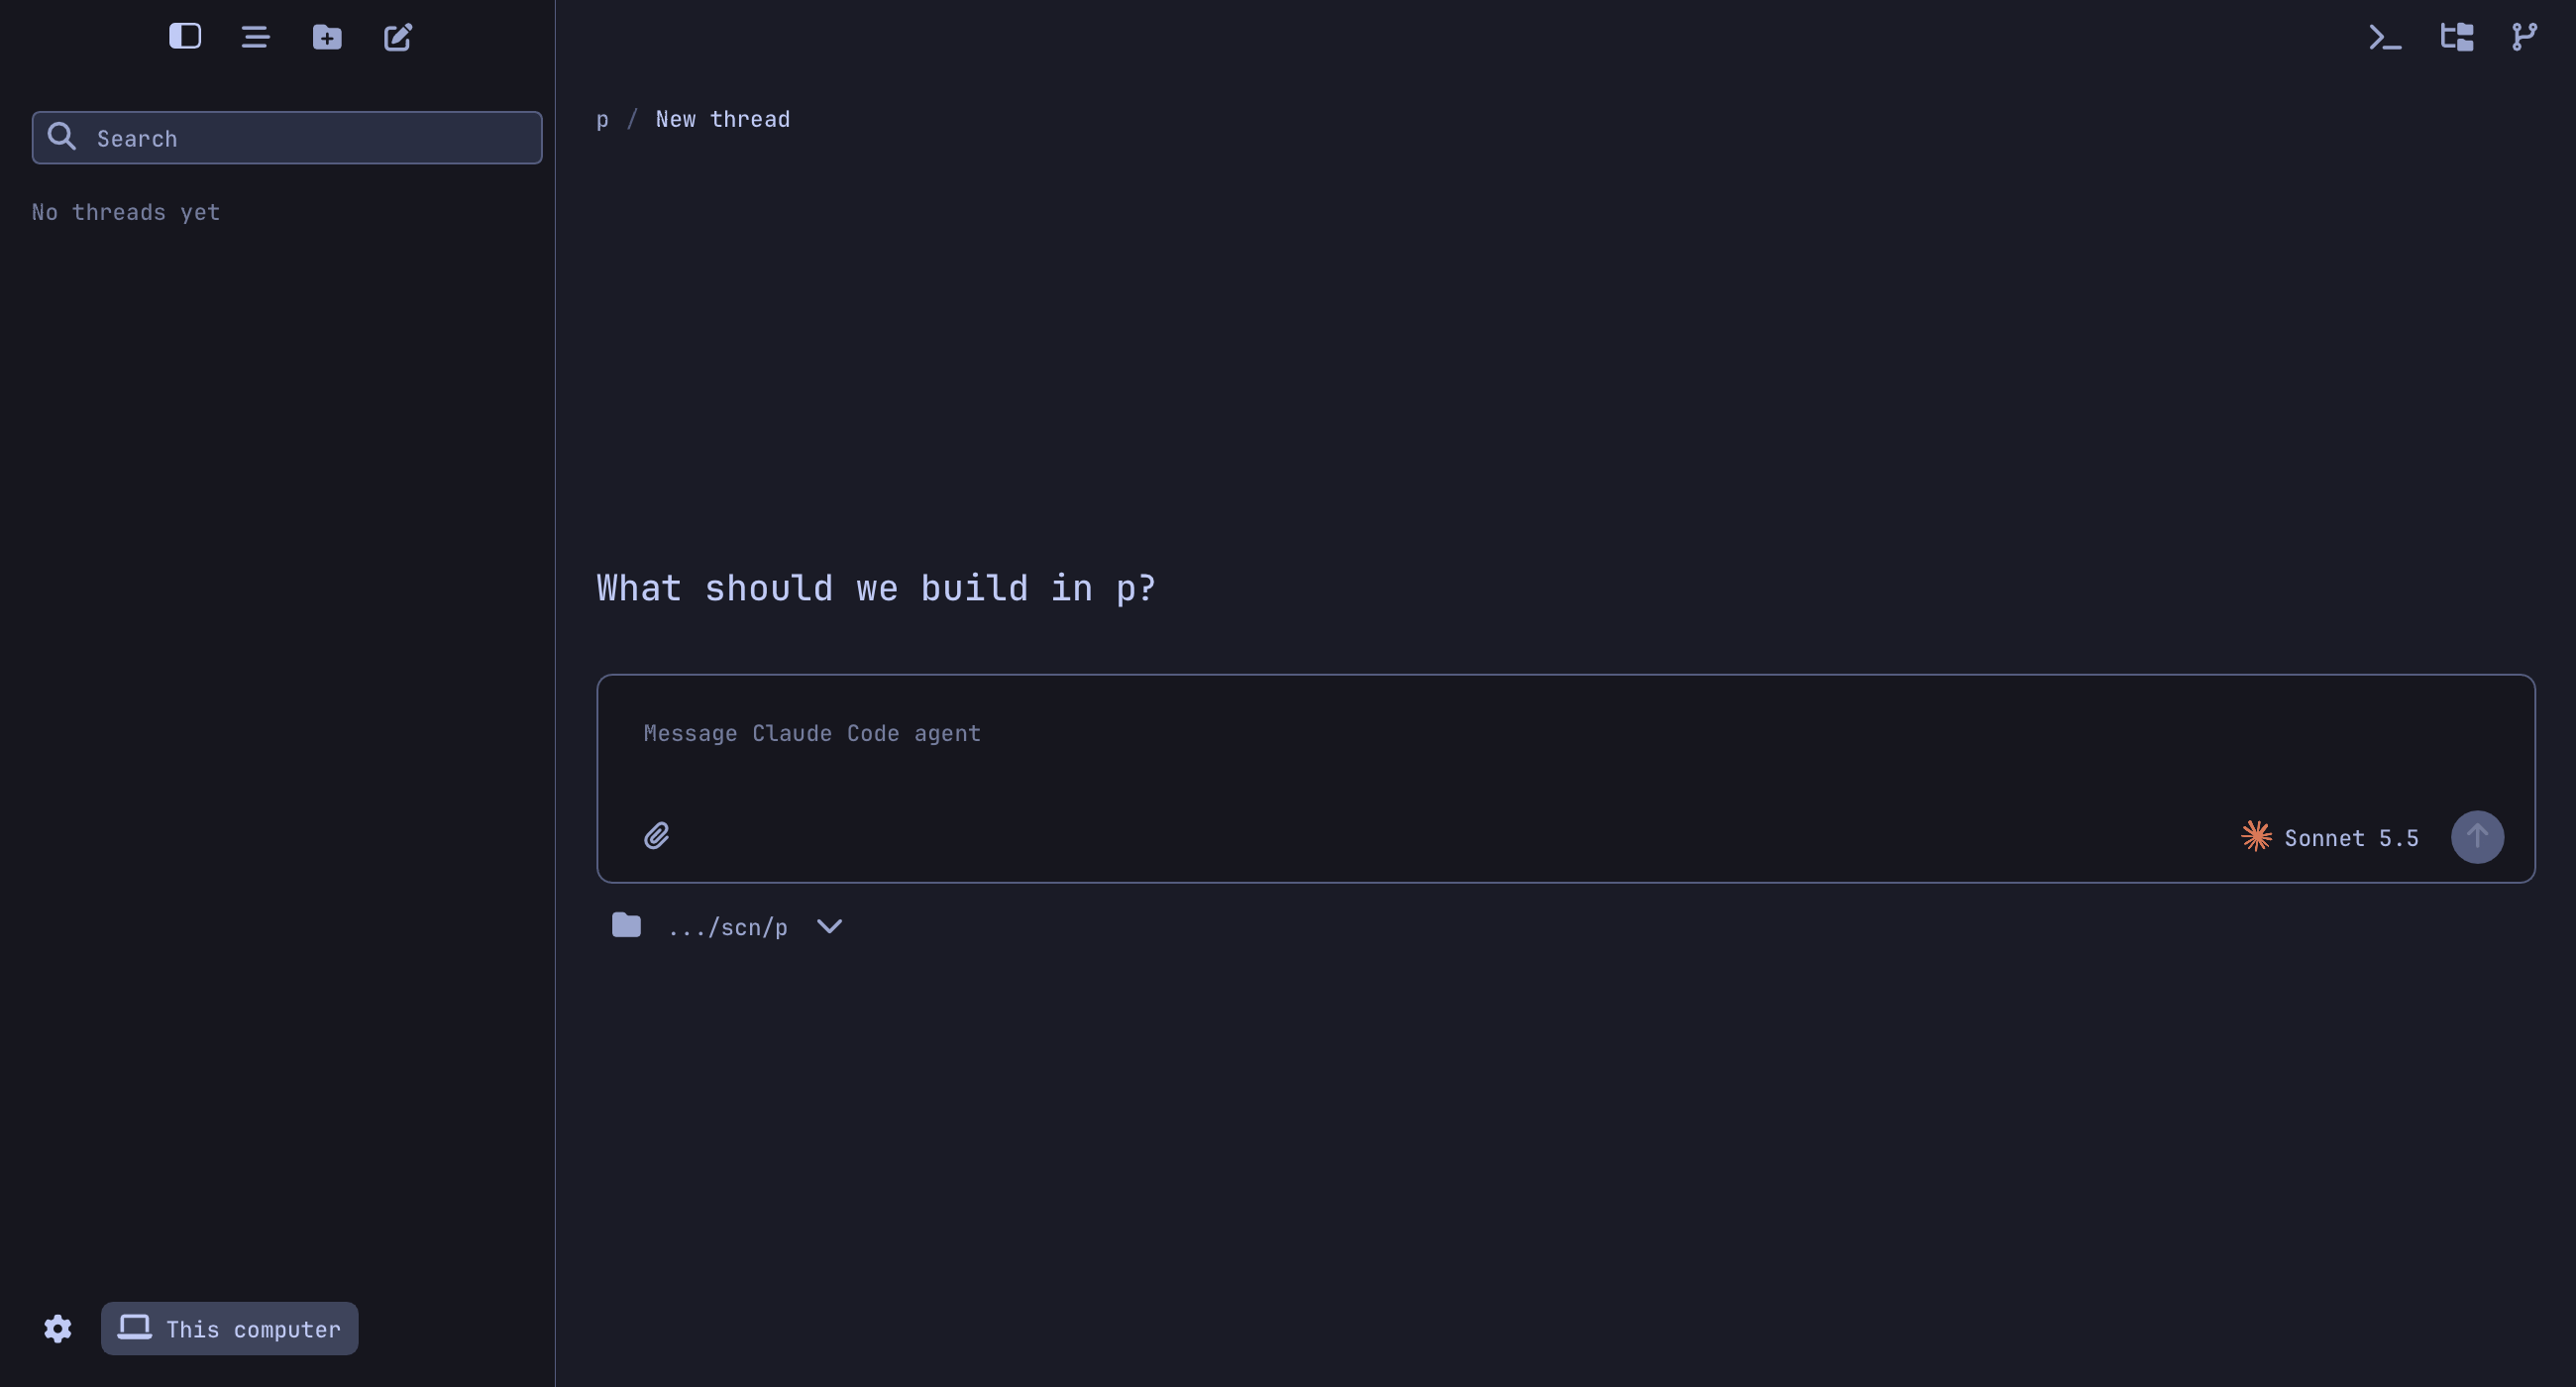 Search
No threads yet
p / New thread
What should we build in p?
Message Claude Code agent
Sonnet 5.5
.../scn/p
This computer